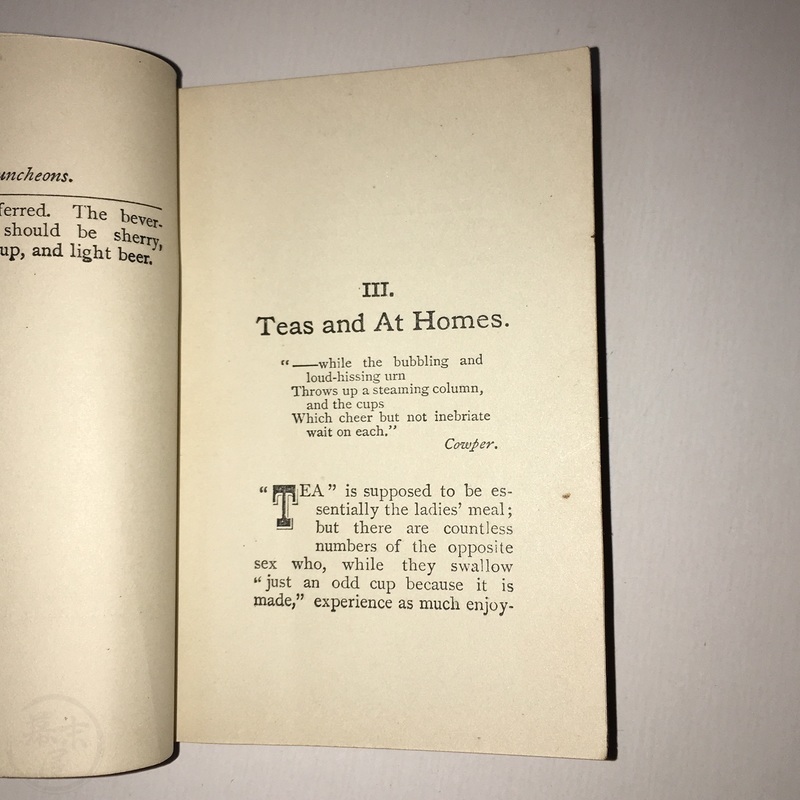 uncheons.
ferred. The bever-
should be sherry,
up, and light beer.
III.
Teas and At Homes.
“——while the bubbling and
loud-hissing urn
Throws up a steaming column,
and the cups
Which cheer but not inebriate
wait on each.”
Cowper.
“TEA” is supposed to be es-
sentially the ladies’ meal;
but there are countless
numbers of the opposite
sex who, while they swallow
“just an odd cup because it is
made,” experience as much enjoy-